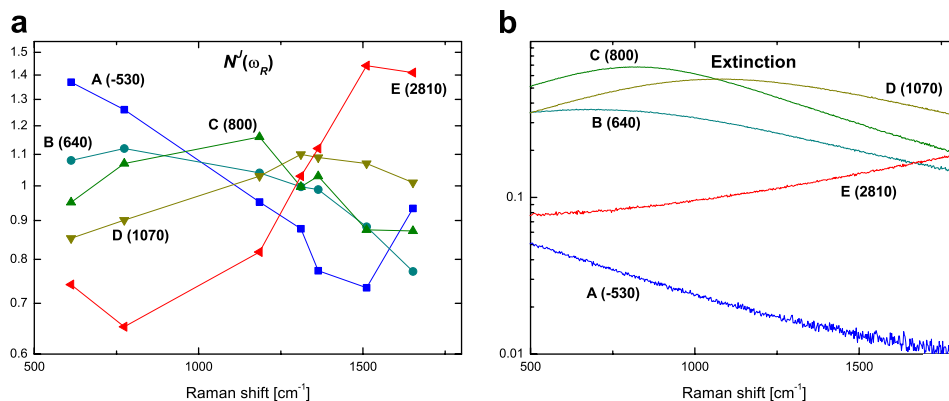 a
1.5
1.4
1.3
1.2
1.1
1
0.9
0.8
0.7
0.6
500
1000
1500
Raman shift [cm⁻¹]
Nᴶ(ω_R)
A (-530)
B (640)
C (800)
D (1070)
E (2810)
b
0.1
0.01
500
1000
1500
Raman shift [cm⁻¹]
Extinction
C (800)
D (1070)
B (640)
E (2810)
A (-530)